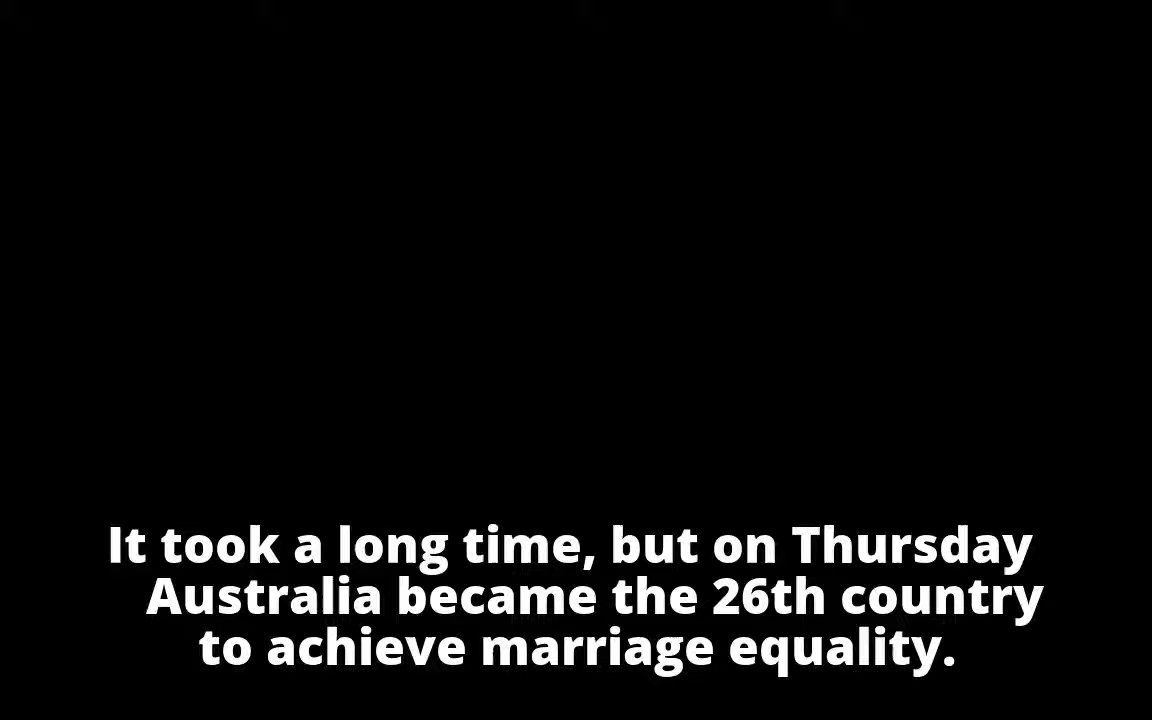 It took a long time, but on Thursday
Australia became the 26th country
to achieve marriage equality.